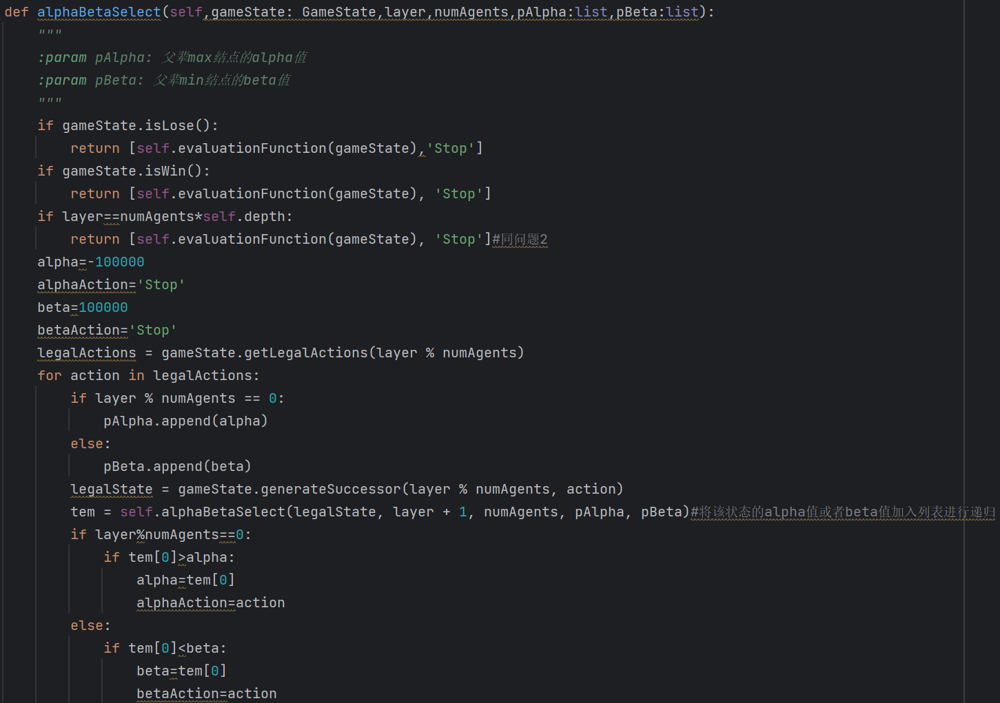 def alphaBetaSelect(self,gameState: GameState,layer,numAgents,pAlpha:list,pBeta:list):
"""
:param pAlpha: 父辈max结点的alpha值
:param pBeta: 父辈min结点的beta值
"""
if gameState.isLose():
return [self.evaluationFunction(gameState),'Stop']
if gameState.isWin():
return [self.evaluationFunction(gameState), 'Stop']
if layer==numAgents*self.depth:
return [self.evaluationFunction(gameState), 'Stop']#同问题2
alpha=-100000
alphaAction='Stop'
beta=100000
betaAction='Stop'
legalActions = gameState.getLegalActions(layer % numAgents)
for action in legalActions:
if layer % numAgents == 0:
pAlpha.append(alpha)
else:
pBeta.append(beta)
legalState = gameState.generateSuccessor(layer % numAgents, action)
tem = self.alphaBetaSelect(legalState, layer + 1, numAgents, pAlpha, pBeta)#将该状态的alpha值或者beta值加入列表进行递归
if layer%numAgents==0:
if tem[0]>alpha:
alpha=tem[0]
alphaAction=action
else:
if tem[0]<beta:
beta=tem[0]
betaAction=action